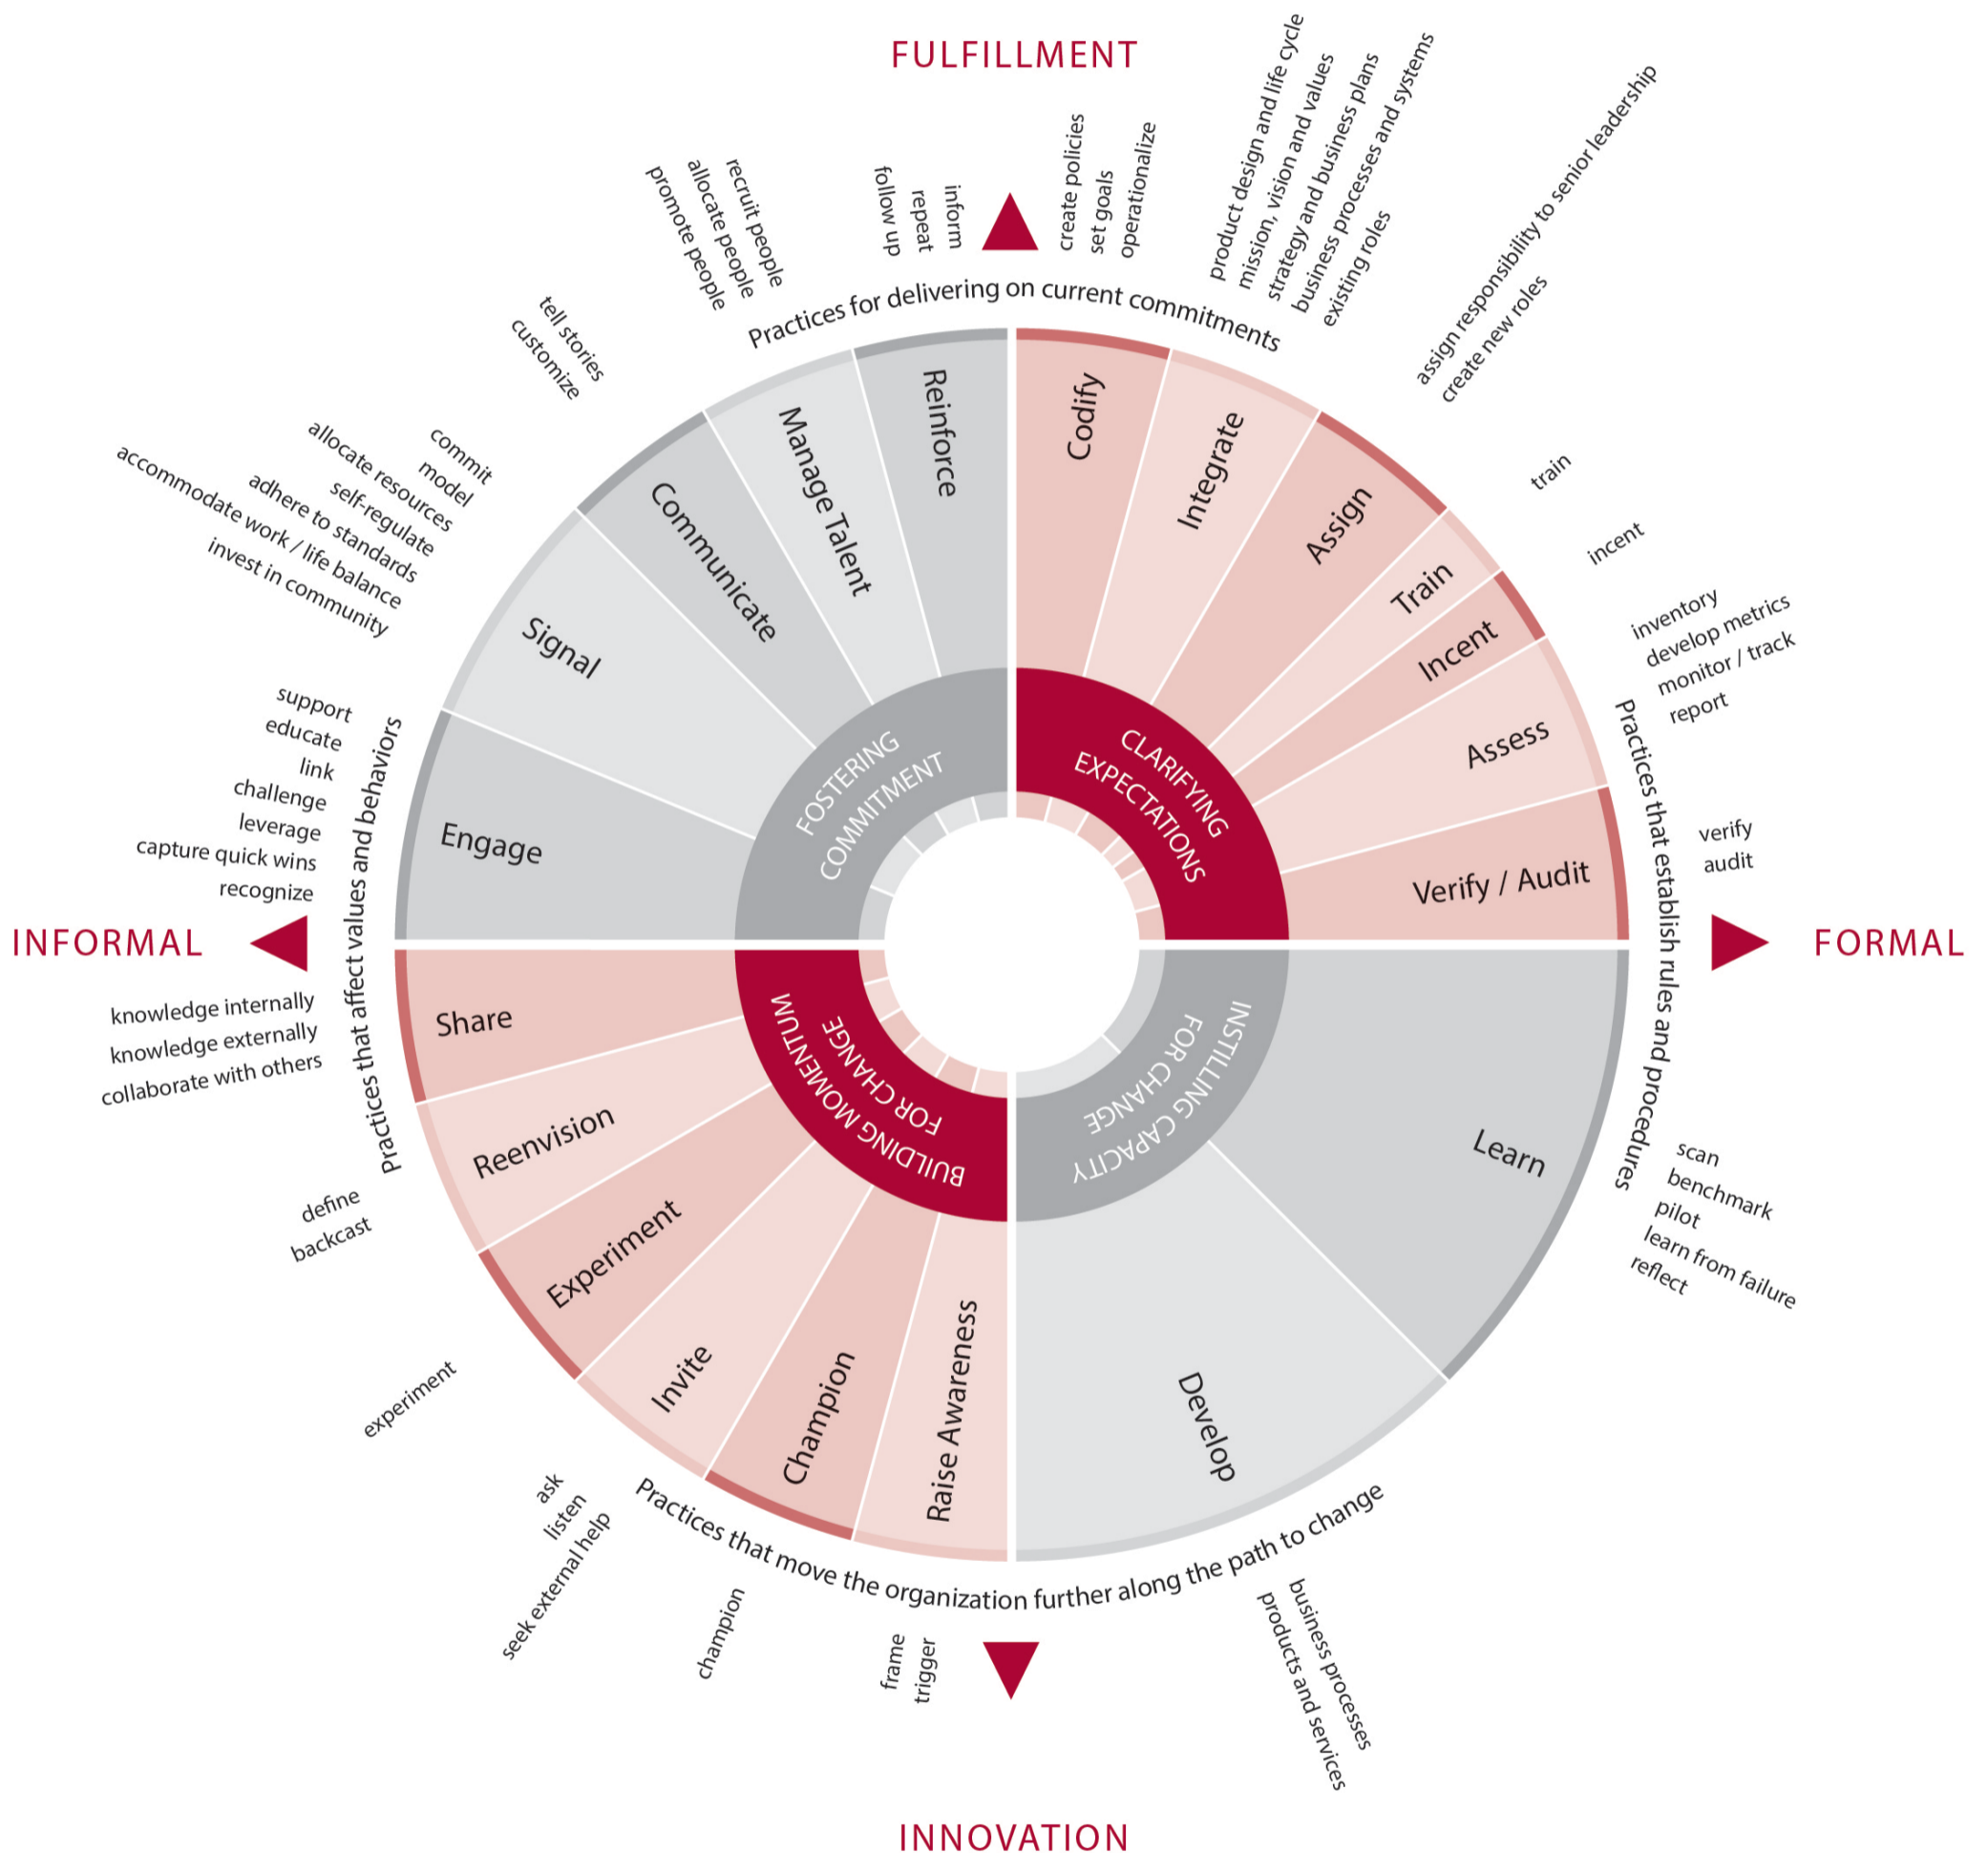 FULFILLMENT
FORMAL
INNOVATION
INFORMAL
Practices for delivering on current commitments
Practices that establish rules and procedures
Practices that move the organization further along the path to change
Practices that affect values and behaviors
CLARIFYING
EXPECTATIONS
Codify
create policies
set goals
operationalize
Integrate
product design and life cycle
mission, vision and values
strategy and business plans
business processes and systems
existing roles
Assign
assign responsibility to senior leadership
create new roles
Train
train
Incent
incent
Assess
inventory
develop metrics
monitor / track
report
Verify / Audit
verify
audit
INSTILLING CAPACITY
FOR CHANGE
Learn
scan
benchmark
pilot
learn from failure
reflect
Develop
business processes
products and services
BUILDING MOMENTUM
FOR CHANGE
Raise Awareness
frame
trigger
Champion
champion
Invite
ask
listen
seek external help
Experiment
experiment
Reenvision
define
backcast
Share
knowledge internally
knowledge externally
collaborate with others
FOSTERING
COMMITMENT
Engage
support
educate
link
challenge
leverage
capture quick wins
recognize
Signal
commit
model
allocate resources
self-regulate
adhere to standards
accommodate work / life balance
invest in community
Communicate
tell stories
customize
Manage Talent
recruit people
allocate people
promote people
Reinforce
inform
repeat
follow up